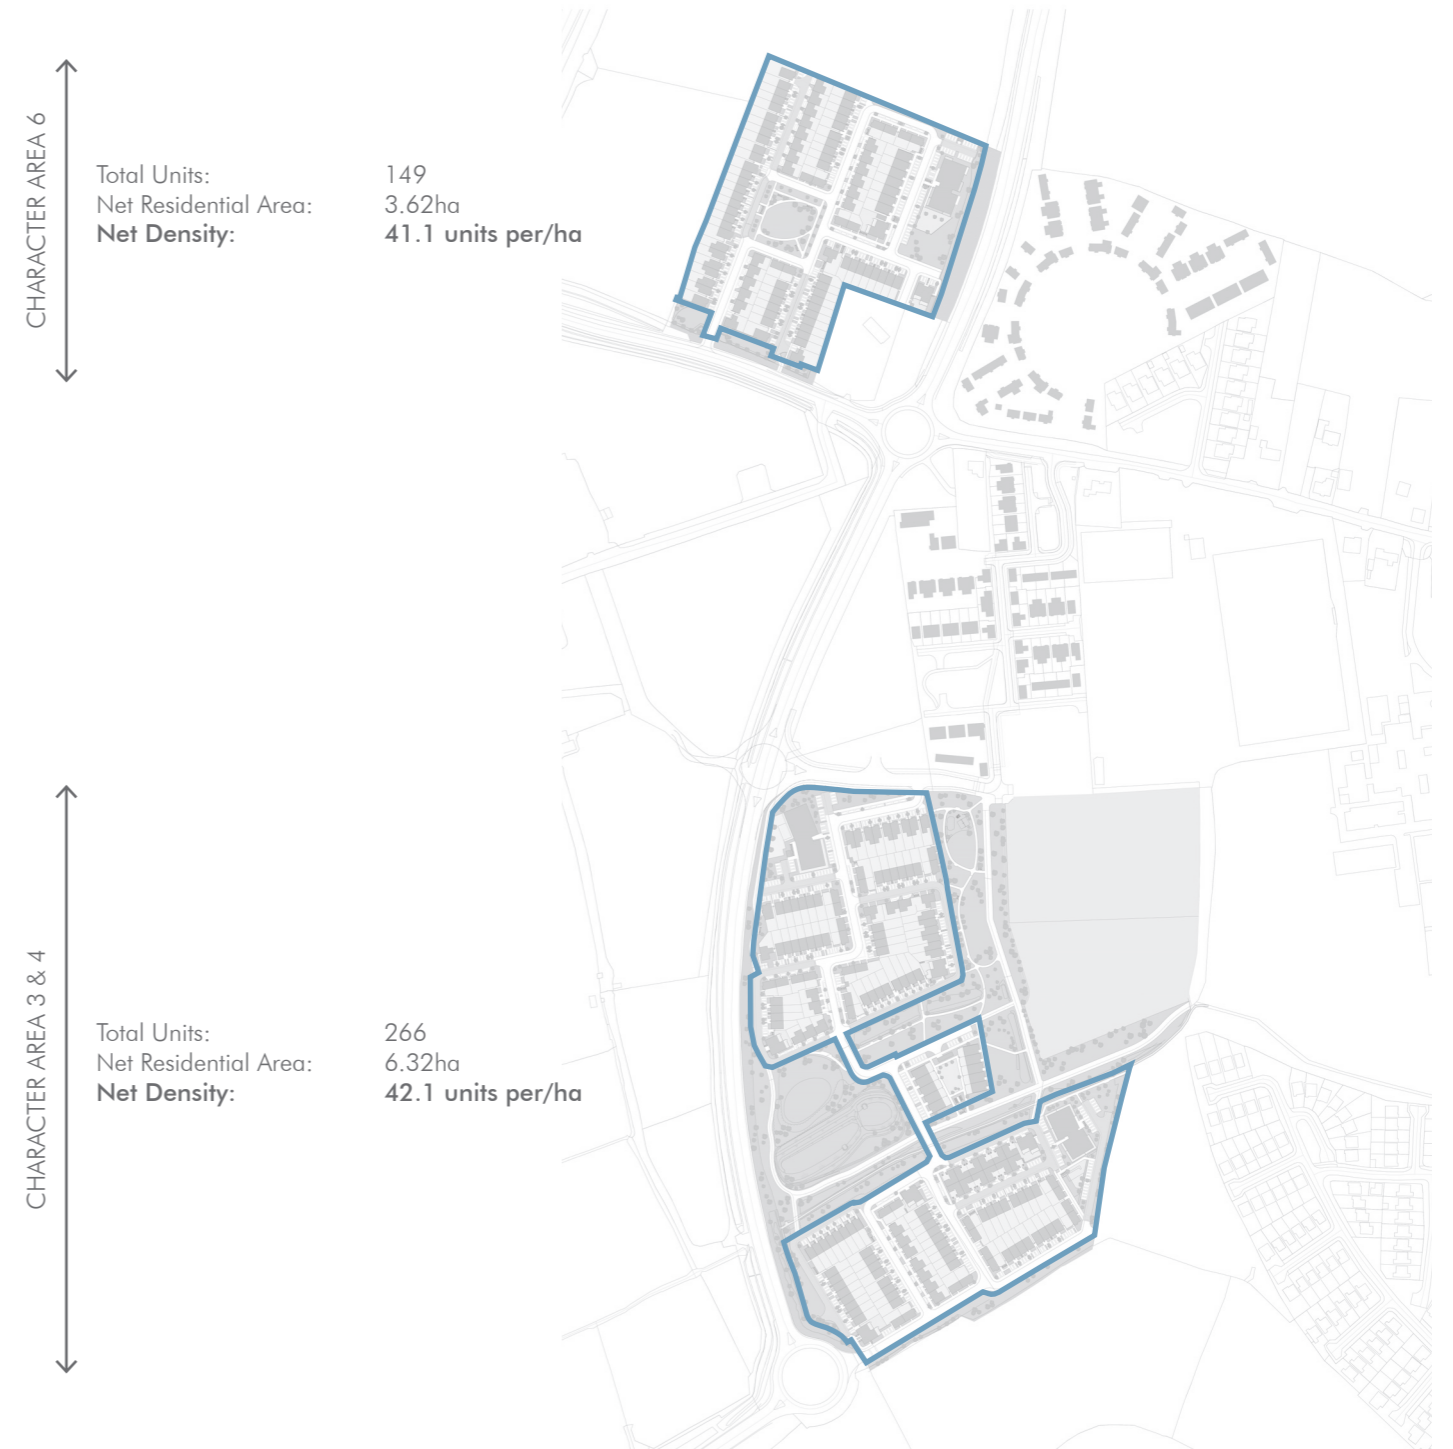 CHARACTER AREA 6
Total Units: 149
Net Residential Area: 3.62ha
Net Density: 41.1 units per/ha
CHARACTER AREA 3 & 4
Total Units: 266
Net Residential Area: 6.32ha
Net Density: 42.1 units per/ha